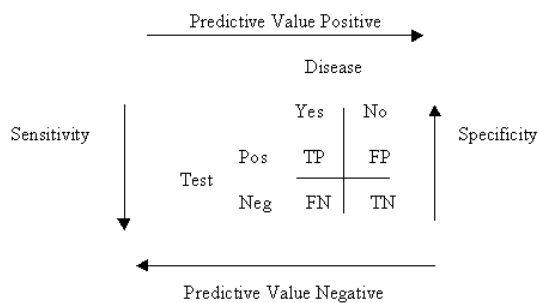 Predictive Value Positive
Disease
Yes No
Sensitivity Specificity
Pos TP FP
Test
Neg FN TN
Predictive Value Negative